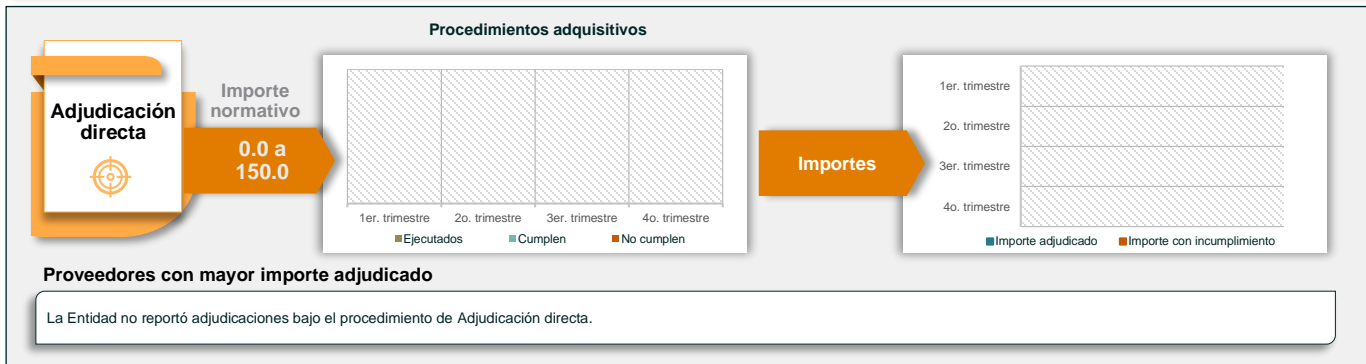 Procedimientos adquisitivos
Adjudicación
directa
Importe
normativo
0.0 a
150.0
1er. trimestre 2o. trimestre 3er. trimestre 4o. trimestre
Ejecutados Cumplen No cumplen
Importes
1er. trimestre
2o. trimestre
3er. trimestre
4o. trimestre
Importe adjudicado Importe con incumplimiento
Proveedores con mayor importe adjudicado
La Entidad no reportó adjudicaciones bajo el procedimiento de Adjudicación directa.